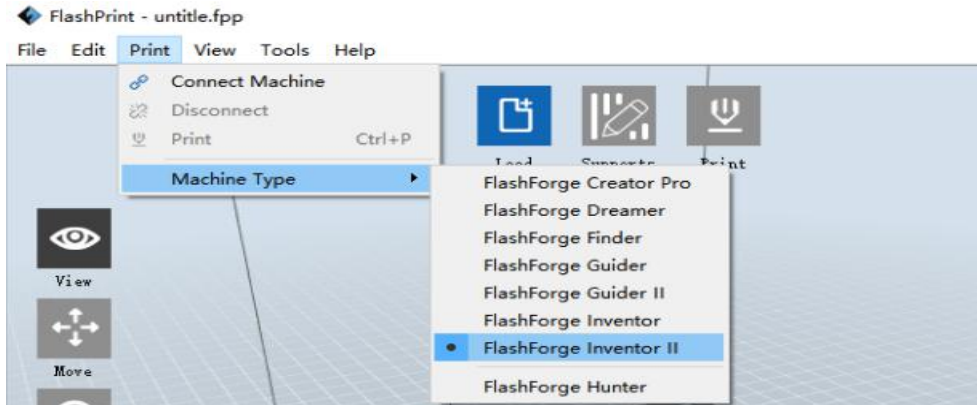 FlashPrint - untitle.fpp
File Edit Print View Tools Help
Connect Machine
Disconnect
Print Ctrl+P
Machine Type
Load Supports Print
FlashForge Creator Pro
FlashForge Dreamer
FlashForge Finder
FlashForge Guider
FlashForge Guider II
FlashForge Inventor
FlashForge Inventor II
FlashForge Hunter
View
Move